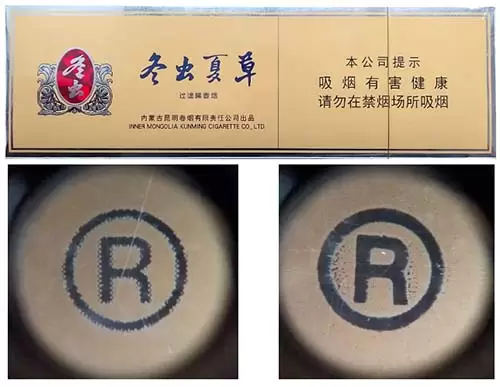 冬虫
冬虫夏草
过滤嘴香烟
内蒙古昆明卷烟有限责任公司出品
INNER MONGOLIA KUNMING CIGARETTE CO., LTD.
本公司提示
吸烟有害健康
请勿在禁烟场所吸烟
R
R